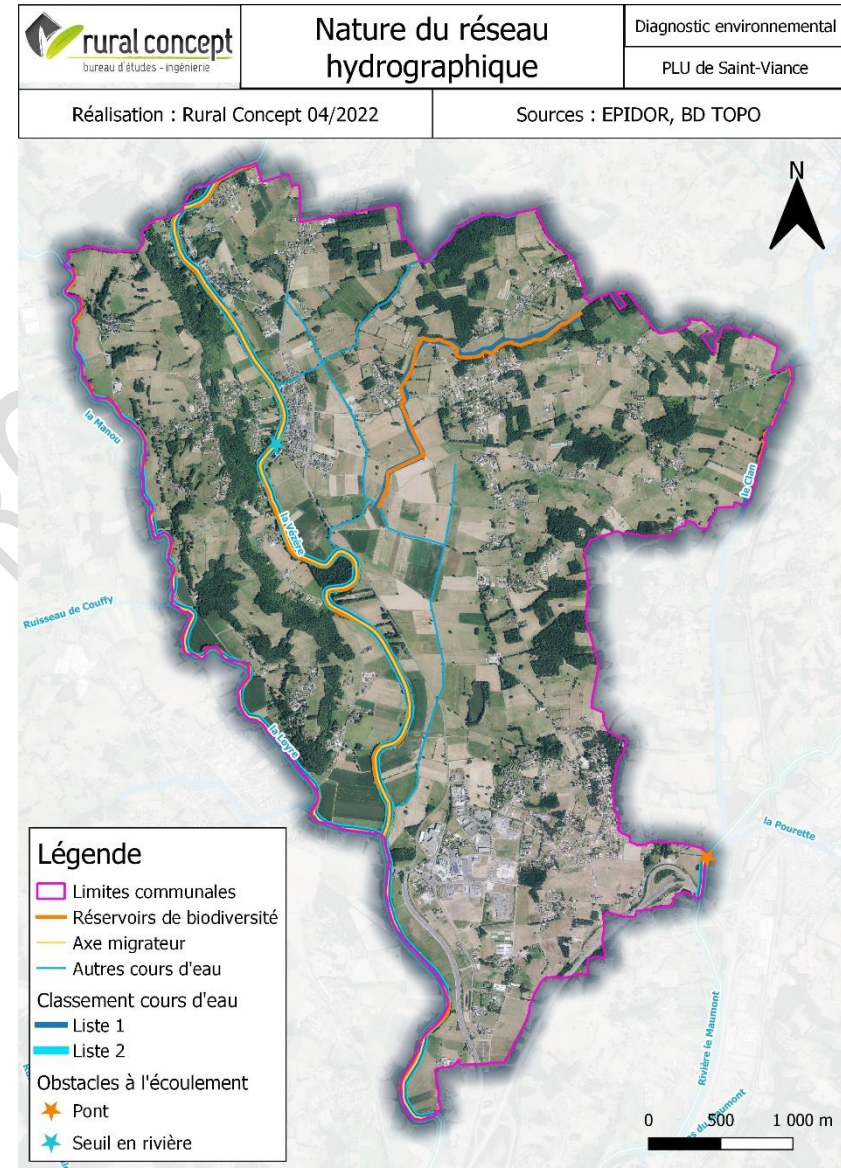 rural concept
bureau d'études - ingénierie
Nature du réseau
hydrographique
Diagnostic environnemental
PLU de Saint-Viance
Réalisation : Rural Concept 04/2022
Sources : EPIDOR, BD TOPO
N
la Manou
le Clan
la Vézère
Ruisseau de Couffy
la Loyre
la Pourette
Rivière le Maumont
du Maumont
Légende
Limites communales
Réservoirs de biodiversité
Axe migrateur
Autres cours d'eau
Classement cours d'eau
Liste 1
Liste 2
Obstacles à l'écoulement
Pont
Seuil en rivière
0 500 1 000 m